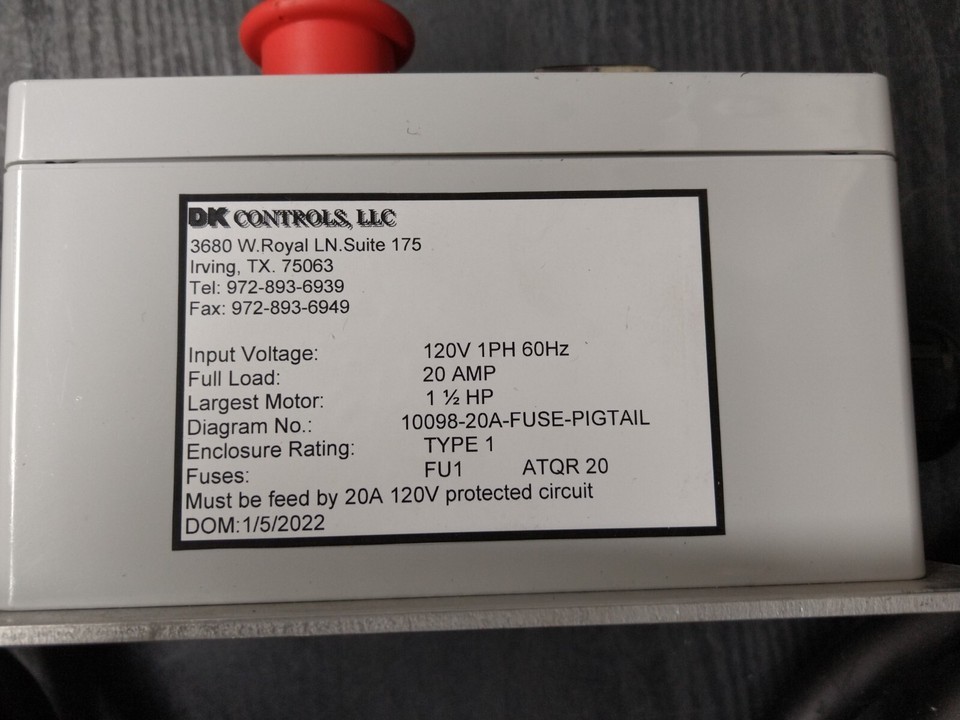 DK CONTROLS, LLC
3680 W.Royal LN.Suite 175
Irving, TX. 75063
Tel: 972-893-6939
Fax: 972-893-6949
Input Voltage: 120V 1PH 60Hz
Full Load: 20 AMP
Largest Motor: 1 ½ HP
Diagram No.: 10098-20A-FUSE-PIGTAIL
Enclosure Rating: TYPE 1
Fuses: FU1 ATQR 20
Must be feed by 20A 120V protected circuit
DOM:1/5/2022